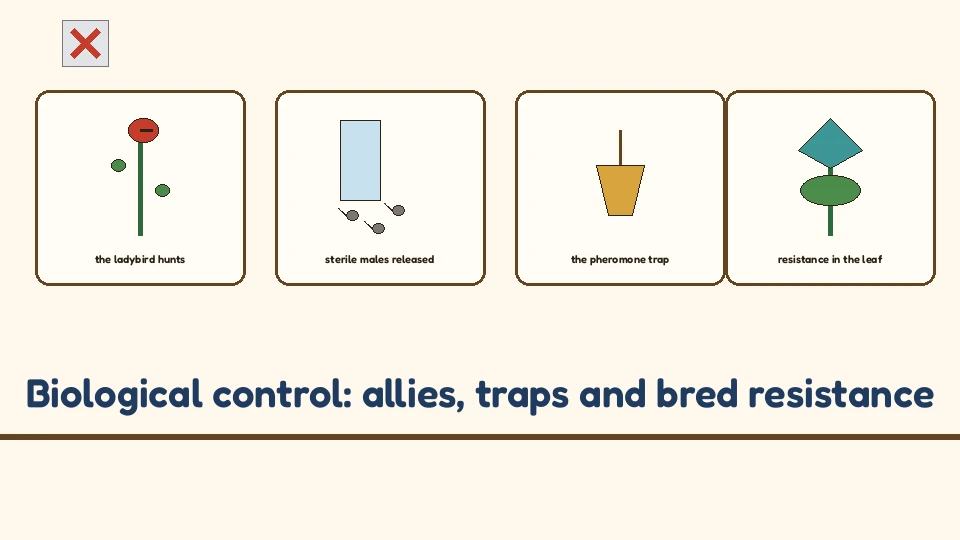 the ladybird hunts
sterile males released
the pheromone trap
resistance in the leaf
Biological control: allies, traps and bred resistance